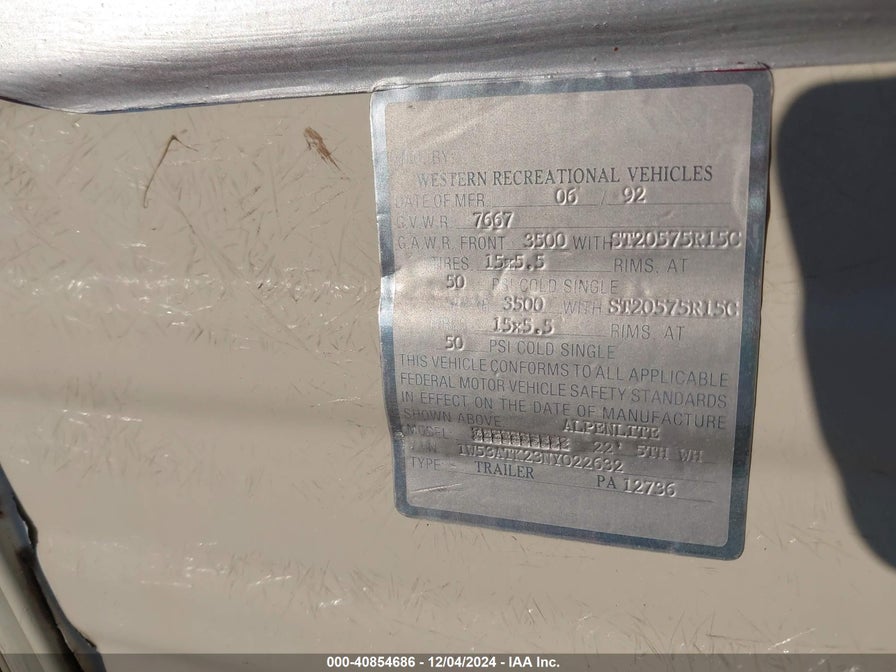 MFD. BY:
WESTERN RECREATIONAL VEHICLES
DATE OF MFR. 06 / 92
G.V.W.R. 7667
G.A.W.R. FRONT 3500 WITH ST20575R15C
TIRES, 15x5.5 RIMS, AT
50 PSI COLD SINGLE
3500 WITH ST20575R15C
15x5.5 RIMS, AT
50 PSI COLD SINGLE
THIS VEHICLE CONFORMS TO ALL APPLICABLE
FEDERAL MOTOR VEHICLE SAFETY STANDARDS
IN EFFECT ON THE DATE OF MANUFACTURE
SHOWN ABOVE ALPENLITE
MODEL 22' 5TH WH
1W53ATK23NY022632
TYPE TRAILER PA 12736
000-40854686 - 12/04/2024 - IAA Inc.